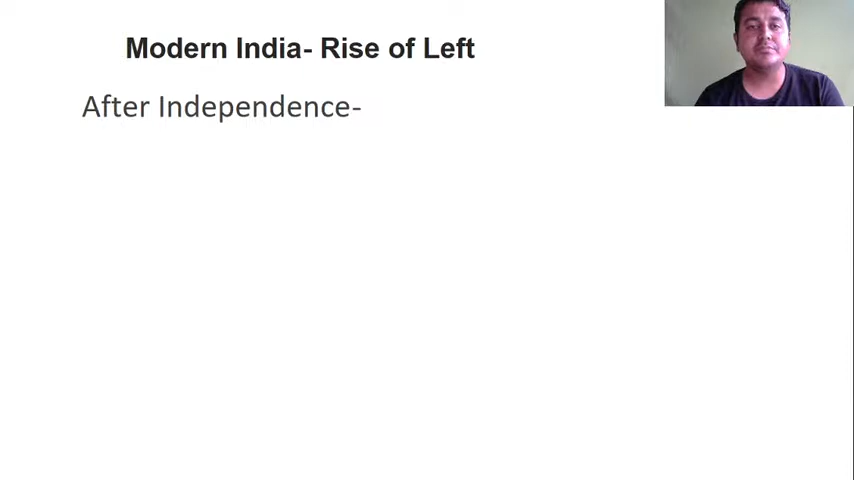 Modern India- Rise of Left
After Independence-